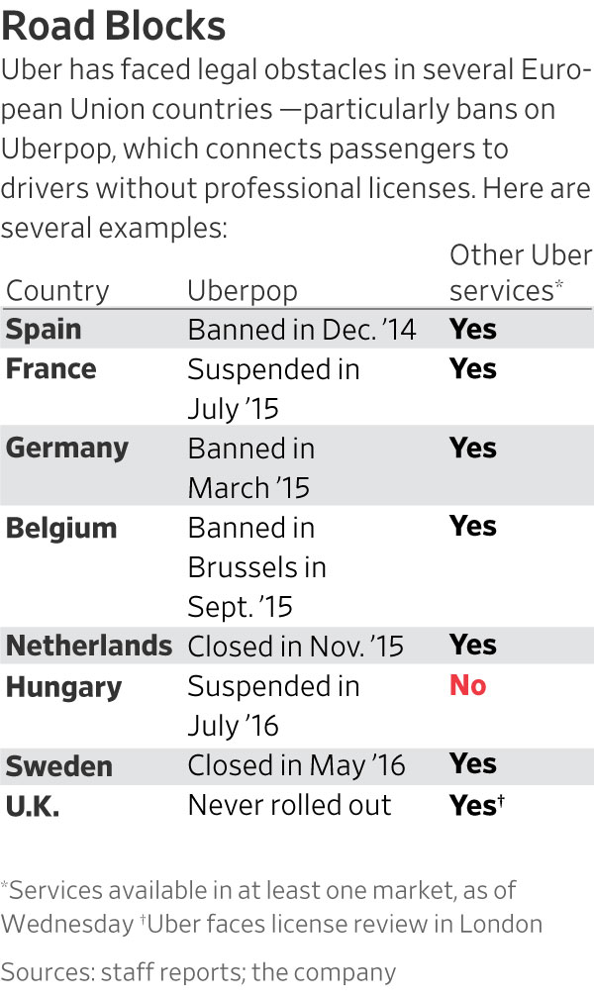 Road Blocks
Uber has faced legal obstacles in several Euro-
pean Union countries —particularly bans on
Uberpop, which connects passengers to
drivers without professional licenses. Here are
several examples:
Country Uberpop Other Uber
services*
Spain Banned in Dec. ’14 Yes
France Suspended in Yes
July ’15
Germany Banned in Yes
March ’15
Belgium Banned in Yes
Brussels in
Sept. ’15
Netherlands Closed in Nov. ’15 Yes
Hungary Suspended in No
July ’16
Sweden Closed in May ’16 Yes
U.K. Never rolled out Yes†
*Services available in at least one market, as of
Wednesday †Uber faces license review in London
Sources: staff reports; the company